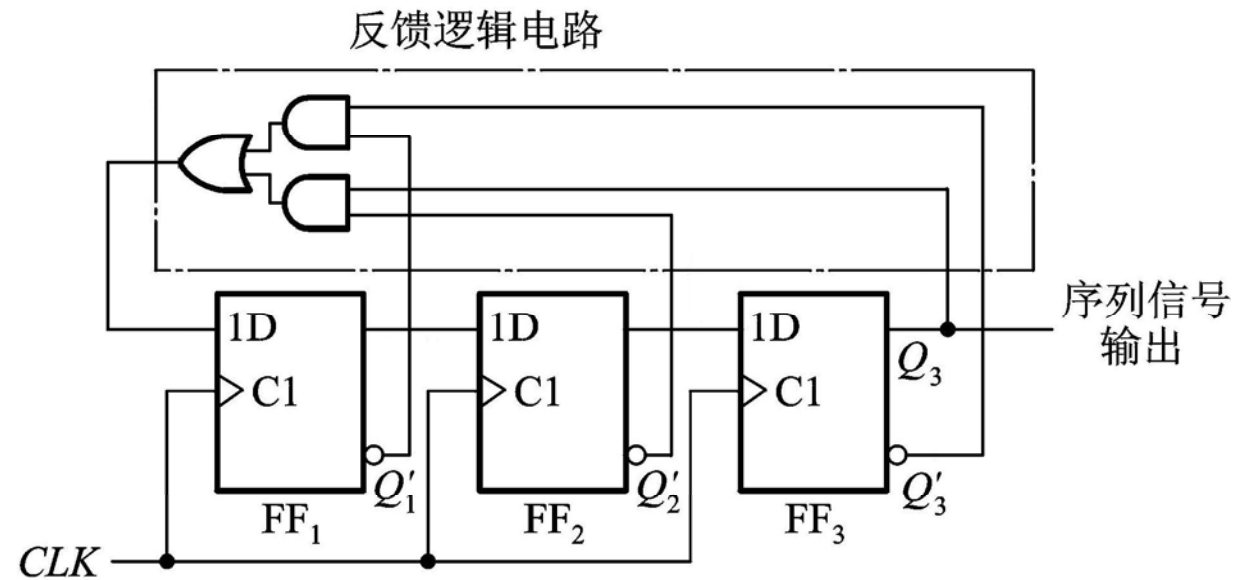 反馈逻辑电路
1D
C1
Q′₁
FF₁
1D
C1
Q′₂
FF₂
1D
C1
Q₃
Q′₃
FF₃
序列信号
输出
CLK